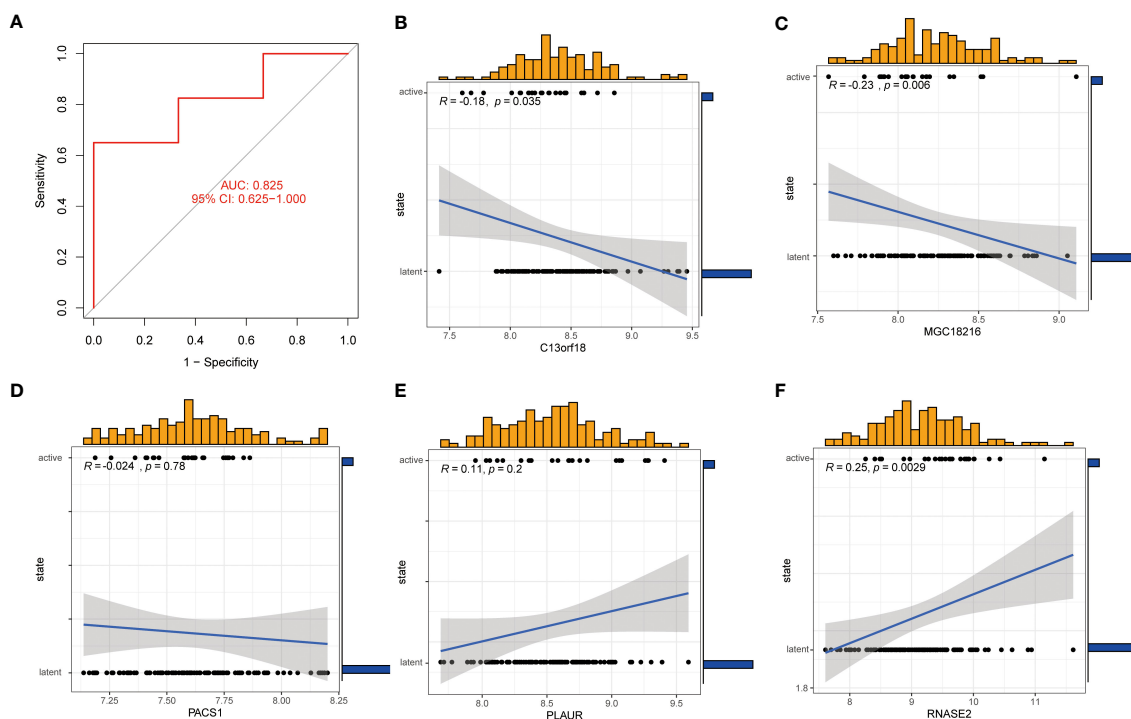 A
Sensitivity
0.0 0.2 0.4 0.6 0.8 1.0
AUC: 0.825
95% CI: 0.625−1.000
0.0 0.2 0.4 0.6 0.8 1.0
1 − Specificity
B
active
R = -0.18, p = 0.035
state
latent
7.5 8.0 8.5 9.0 9.5
C13orf18
C
active
R = -0.23 , p = 0.006
state
latent
7.5 8.0 8.5 9.0
MGC18216
D
active
R = -0.024 , p = 0.78
state
latent
7.25 7.50 7.75 8.00 8.25
PACS1
E
active
R = 0.11, p = 0.2
state
latent
8.0 8.5 9.0 9.5
PLAUR
F
active
R = 0.25, p = 0.0029
state
latent
1.8
8 9 10 11
RNASE2